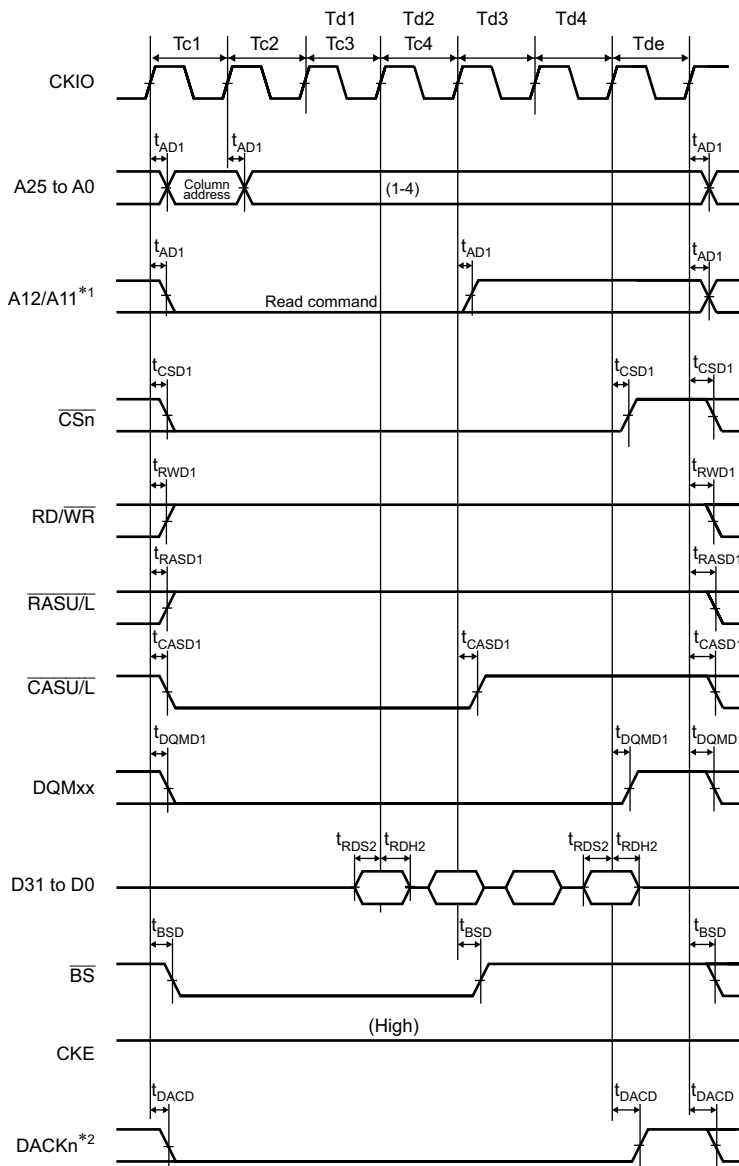 Td1 Td2 Td3 Td4
Tc1 Tc2 Tc3 Tc4 Tde
CKIO
tAD1 tAD1 tAD1
A25 to A0 Column address (1-4)
tAD1 tAD1 tAD1
A12/A11*1 Read command
tCSD1 tCSD1 tCSD1
CSn
tRWD1 tRWD1
RD/WR
tRASD1 tRASD1
RASU/L
tCASD1 tCASD1 tCASD1
CASU/L
tDQMD1 tDQMD1 tDQMD1
DQMxx
tRDS2 tRDH2 tRDS2 tRDH2
D31 to D0
tBSD tBSD tBSD
BS
(High)
CKE
tDACD tDACD tDACD
DACKn*2